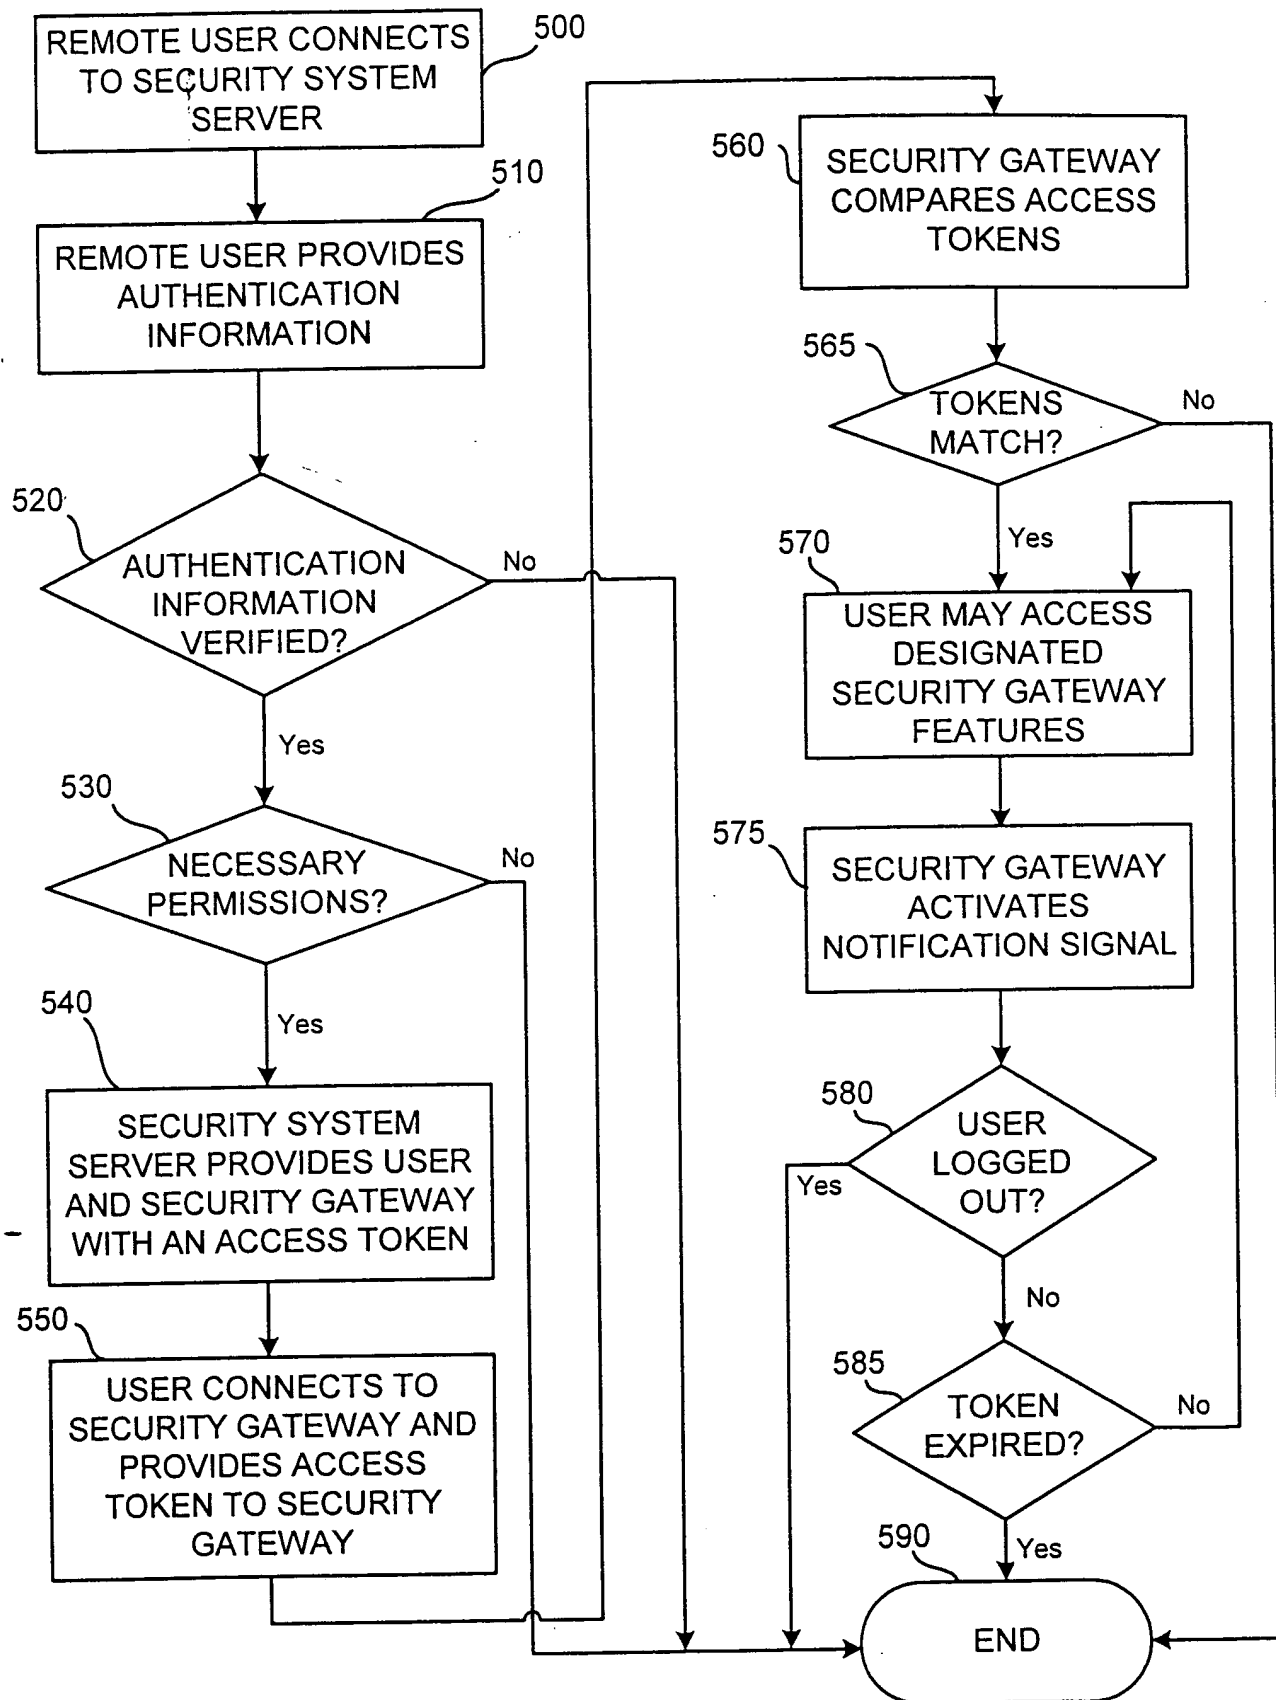 500
REMOTE USER CONNECTS
TO SECURITY SYSTEM
SERVER
510
REMOTE USER PROVIDES
AUTHENTICATION
INFORMATION
520
AUTHENTICATION
INFORMATION
VERIFIED?
No
Yes
530
NECESSARY
PERMISSIONS?
No
Yes
540
SECURITY SYSTEM
SERVER PROVIDES USER
AND SECURITY GATEWAY
WITH AN ACCESS TOKEN
550
USER CONNECTS TO
SECURITY GATEWAY AND
PROVIDES ACCESS
TOKEN TO SECURITY
GATEWAY
560
SECURITY GATEWAY
COMPARES ACCESS
TOKENS
565
TOKENS
MATCH?
No
Yes
570
USER MAY ACCESS
DESIGNATED
SECURITY GATEWAY
FEATURES
575
SECURITY GATEWAY
ACTIVATES
NOTIFICATION SIGNAL
580
USER
LOGGED
OUT?
Yes
No
585
TOKEN
EXPIRED?
No
Yes
590
END